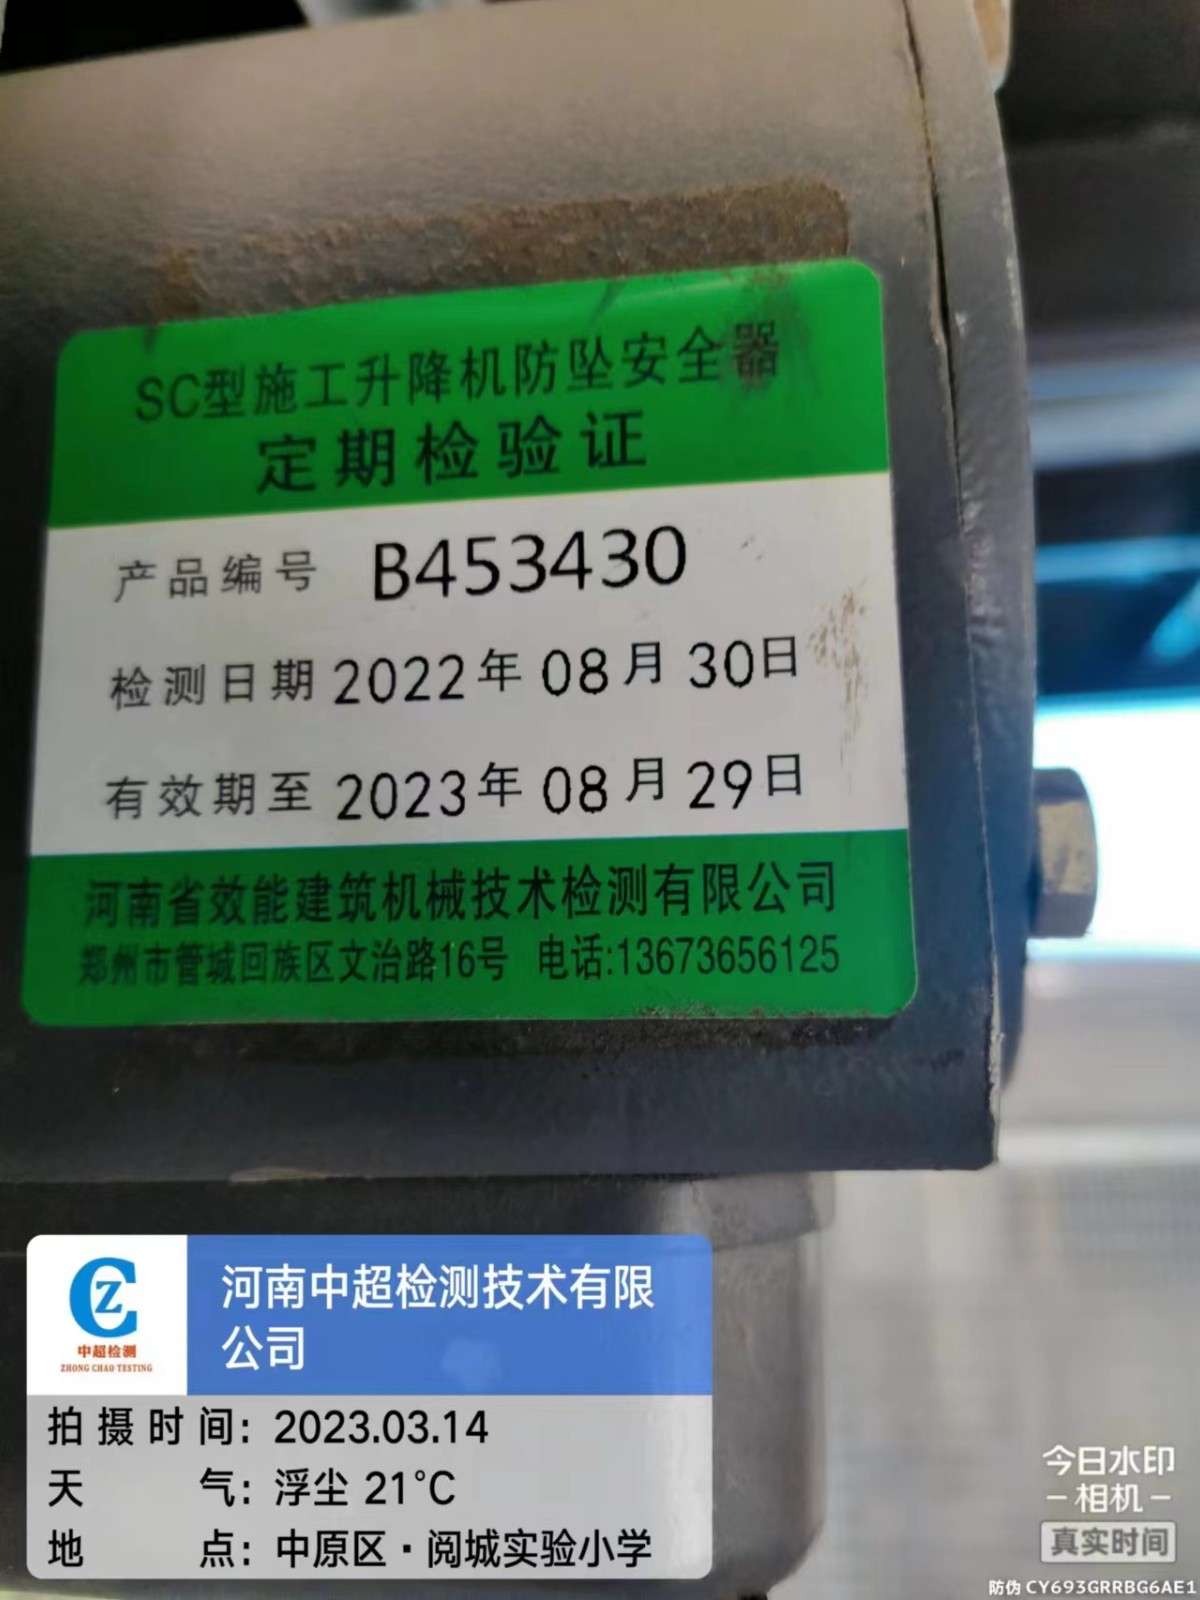 SC型施工升降机防坠安全器
定期检验证
产品编号 B453430
检测日期 2022年 08月 30日
有效期至 2023年 08月 29日
河南省效能建筑机械技术检测有限公司
郑州市管城回族区文治路16号 电话:13673656125
CZ
中超检测
ZHONG CHAO TESTING
河南中超检测技术有限
公司
拍摄时间: 2023.03.14
天 气: 浮尘 21°C
地 点: 中原区·阅城实验小学
今日水印
-相机-
真实时间
防伪 CY693GRRBG6AE1